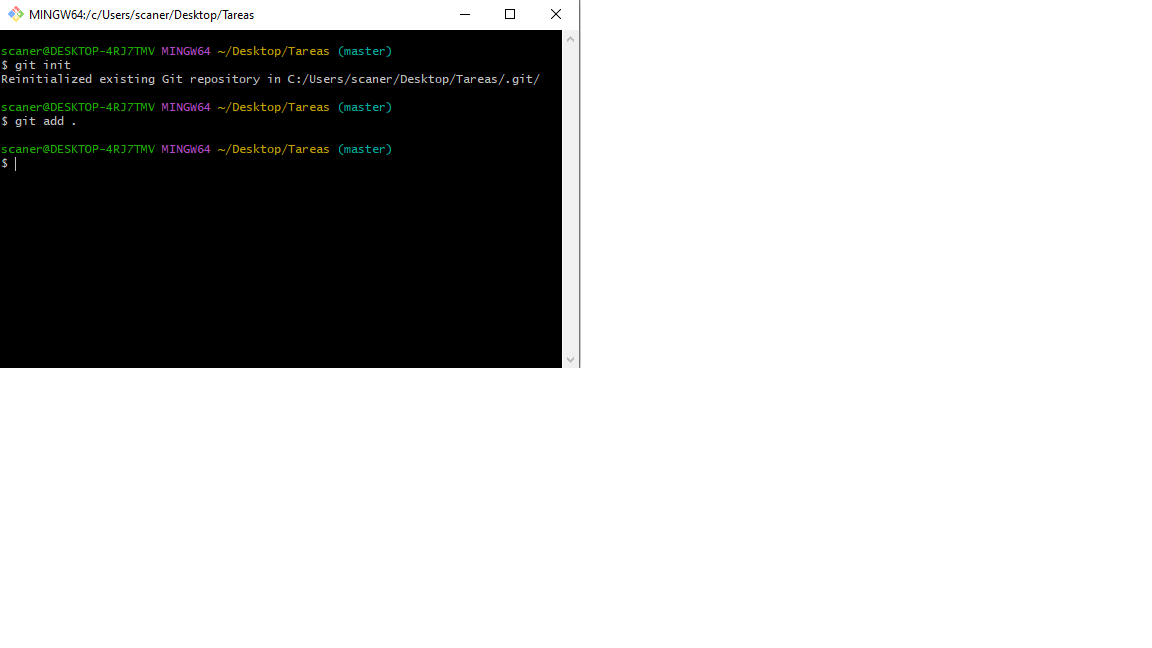 MINGW64:/c/Users/scaner/Desktop/Tareas
scaner@DESKTOP-4RJ7TMV MINGW64 ~/Desktop/Tareas (master)
$ git init
Reinitialized existing Git repository in C:/Users/scaner/Desktop/Tareas/.git/
scaner@DESKTOP-4RJ7TMV MINGW64 ~/Desktop/Tareas (master)
$ git add .
scaner@DESKTOP-4RJ7TMV MINGW64 ~/Desktop/Tareas (master)
$